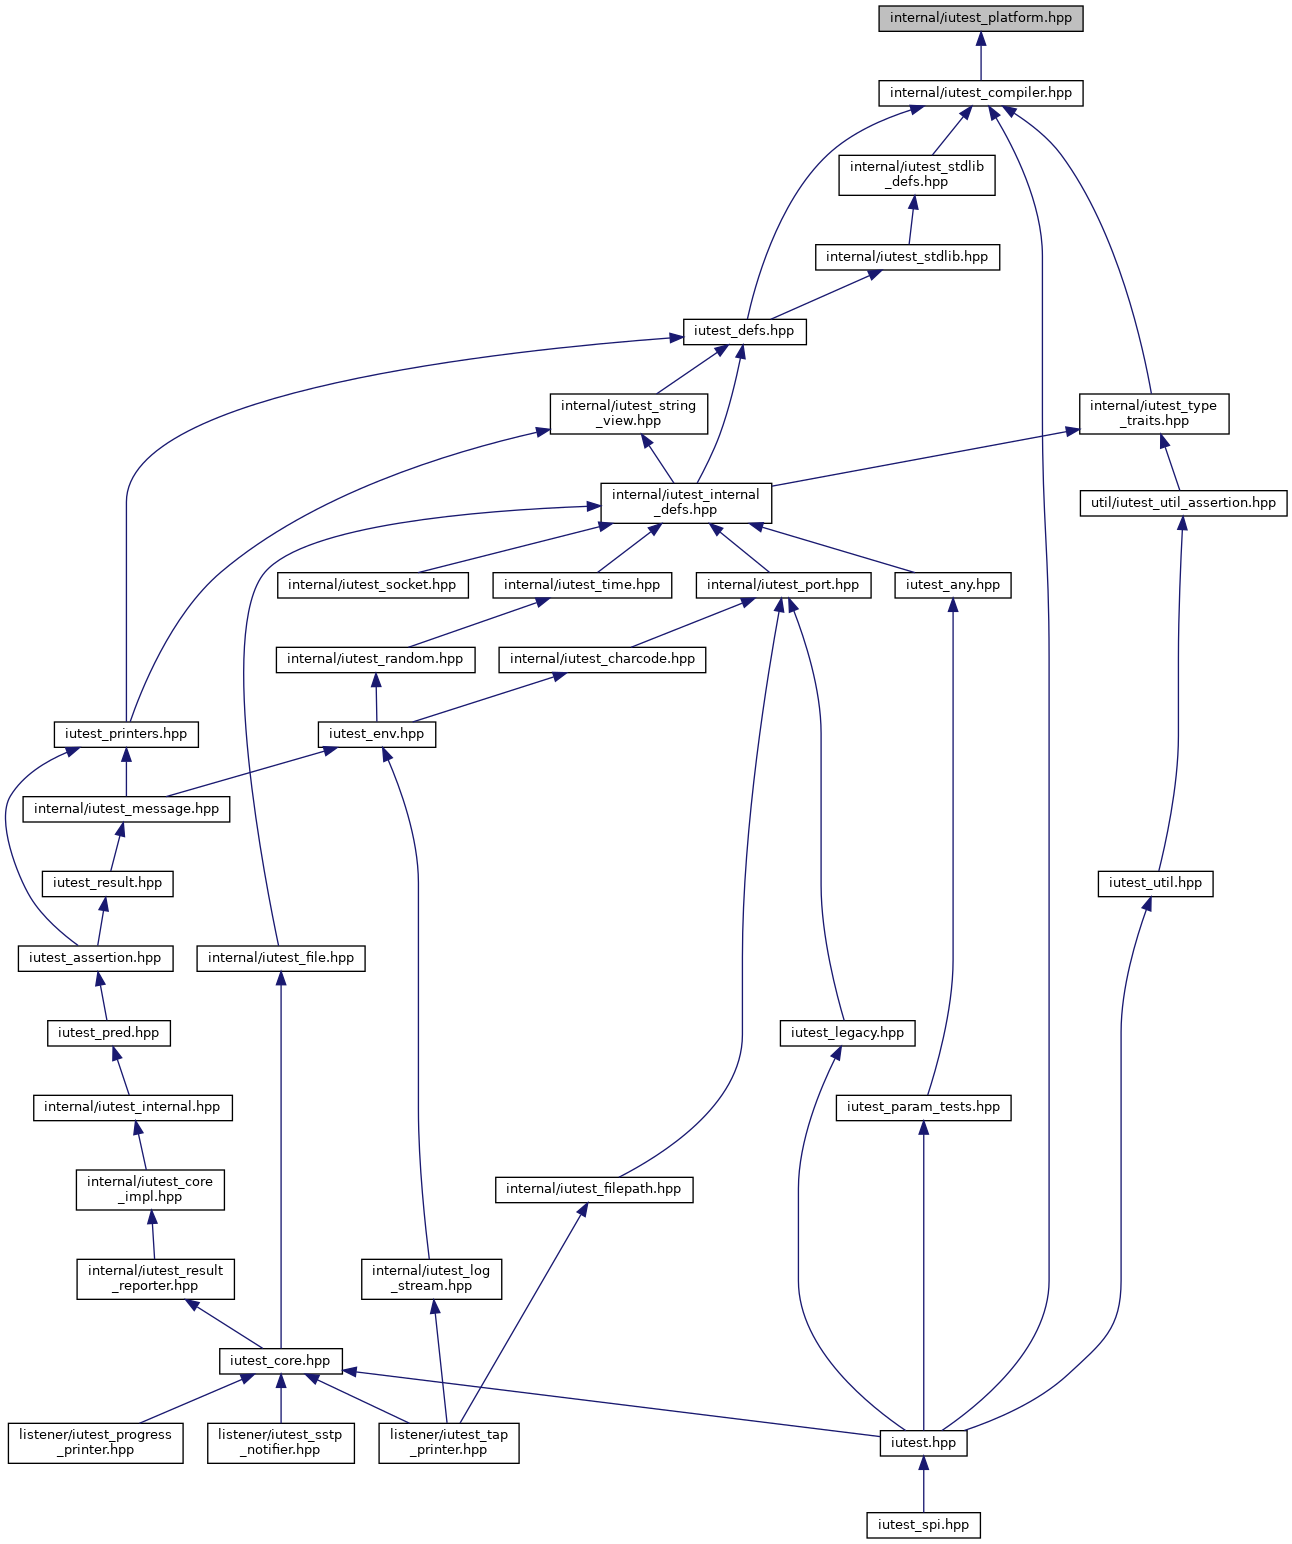 internal/iutest_platform.hpp
internal/iutest_compiler.hpp
internal/iutest_stdlib
_defs.hpp
internal/iutest_stdlib.hpp
iutest_defs.hpp
internal/iutest_string
_view.hpp
internal/iutest_type
_traits.hpp
internal/iutest_internal
_defs.hpp
util/iutest_util_assertion.hpp
internal/iutest_socket.hpp
internal/iutest_time.hpp
internal/iutest_port.hpp
iutest_any.hpp
internal/iutest_random.hpp
internal/iutest_charcode.hpp
iutest_printers.hpp
iutest_env.hpp
internal/iutest_message.hpp
iutest_result.hpp
iutest_util.hpp
iutest_assertion.hpp
internal/iutest_file.hpp
iutest_pred.hpp
iutest_legacy.hpp
internal/iutest_internal.hpp
iutest_param_tests.hpp
internal/iutest_core
_impl.hpp
internal/iutest_filepath.hpp
internal/iutest_result
_reporter.hpp
internal/iutest_log
_stream.hpp
iutest_core.hpp
listener/iutest_progress
_printer.hpp
listener/iutest_sstp
_notifier.hpp
listener/iutest_tap
_printer.hpp
iutest.hpp
iutest_spi.hpp